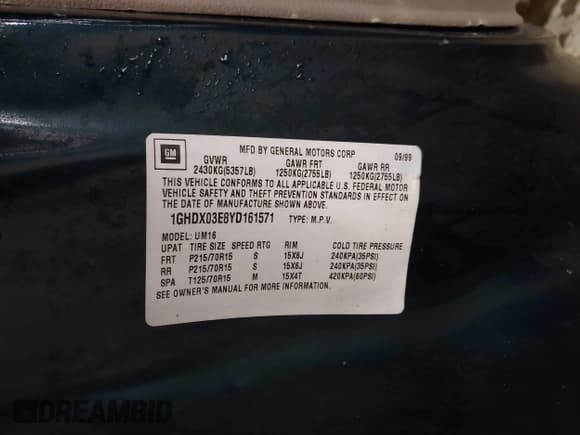 GM
MFD BY GENERAL MOTORS CORP 09/99
GVWR GAWR FRT GAWR RR
2430KG(5357LB) 1250KG(2755LB) 1250KG(2755LB)
THIS VEHICLE CONFORMS TO ALL APPLICABLE U.S. FEDERAL MOTOR
VEHICLE SAFETY AND THEFT PREVENTION STANDARDS IN EFFECT ON
THE DATE OF MANUFACTURE SHOWN ABOVE.
1GHDX03E8YD161571 TYPE: M.P.V.
MODEL: UM16
UPAT TIRE SIZE SPEED RTG RIM COLD TIRE PRESSURE
FRT P215/70R15 S 15X6J 240KPA(35PSI)
RR P215/70R15 S 15X6J 240KPA(35PSI)
SPA T125/70R15 M 15X4T 420KPA(60PSI)
SEE OWNER'S MANUAL FOR MORE INFORMATION.
DREAMBID